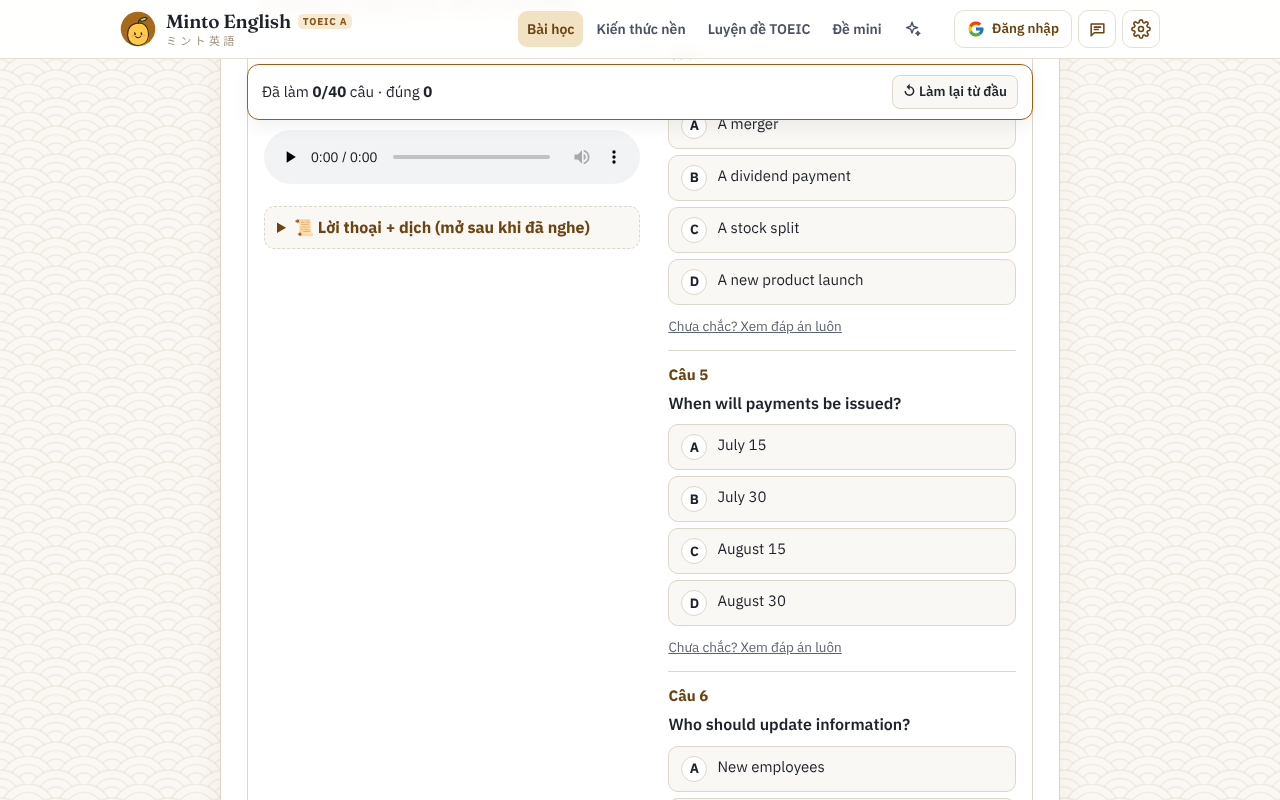 Minto English TOEIC A
ミント英語
Bài học
Kiến thức nền
Luyện đề TOEIC
Đề mini
Đăng nhập
Đã làm 0/40 câu · đúng 0
Làm lại từ đầu
0:00 / 0:00
Lời thoại + dịch (mở sau khi đã nghe)
A A merger
B A dividend payment
C A stock split
D A new product launch
Chưa chắc? Xem đáp án luôn
Câu 5
When will payments be issued?
A July 15
B July 30
C August 15
D August 30
Chưa chắc? Xem đáp án luôn
Câu 6
Who should update information?
A New employees